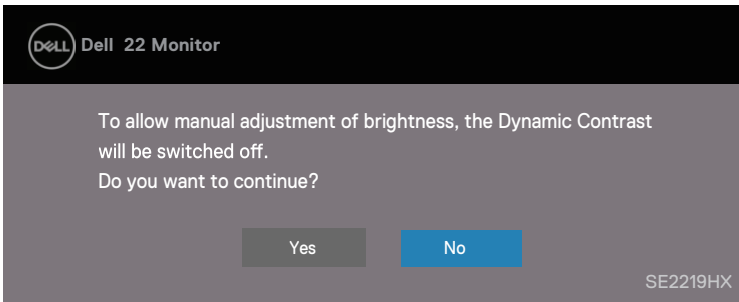 DELL Dell 22 Monitor
To allow manual adjustment of brightness, the Dynamic Contrast
will be switched off.
Do you want to continue?
Yes No
SE2219HX